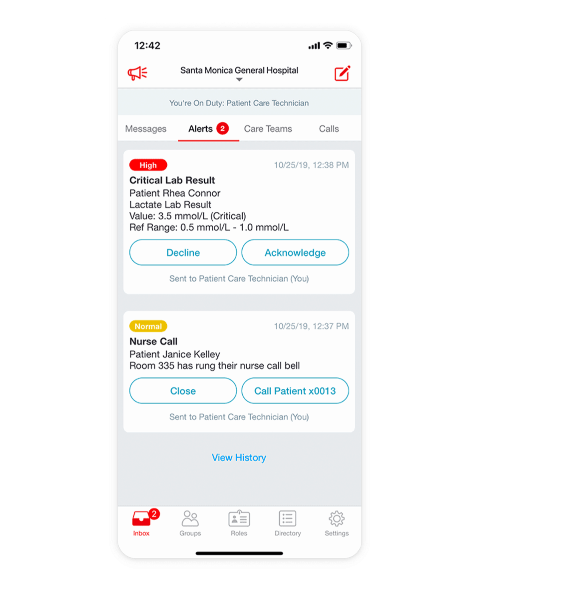 12:42
Santa Monica General Hospital
You're On Duty: Patient Care Technician
Messages Alerts 2 Care Teams Calls
High 10/25/19, 12:38 PM
Critical Lab Result
Patient Rhea Connor
Lactate Lab Result
Value: 3.5 mmol/L (Critical)
Ref Range: 0.5 mmol/L - 1.0 mmol/L
Decline Acknowledge
Sent to Patient Care Technician (You)
Normal 10/25/19, 12:37 PM
Nurse Call
Patient Janice Kelley
Room 335 has rung their nurse call bell
Close Call Patient x0013
Sent to Patient Care Technician (You)
View History
2
Inbox Groups Roles Directory Settings